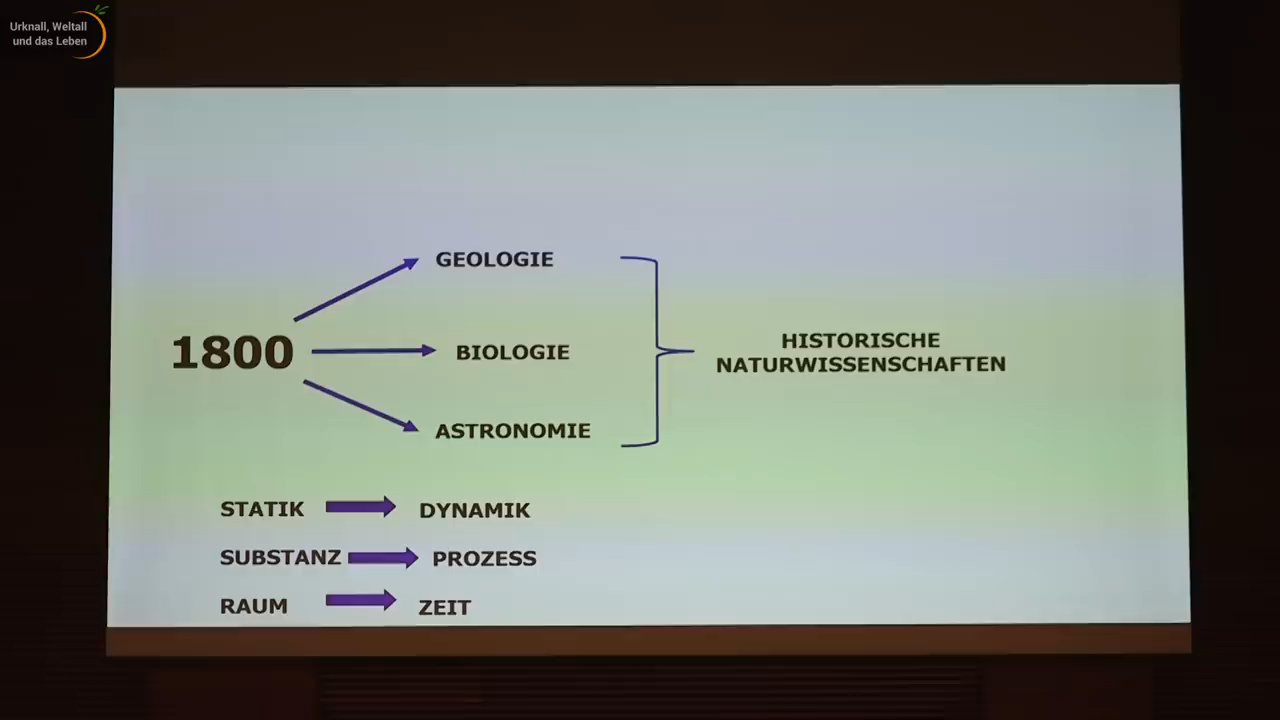 Urknall, Weltall
und das Leben
GEOLOGIE
1800
BIOLOGIE
HISTORISCHE
NATURWISSENSCHAFTEN
ASTRONOMIE
STATIK DYNAMIK
SUBSTANZ PROZESS
RAUM ZEIT